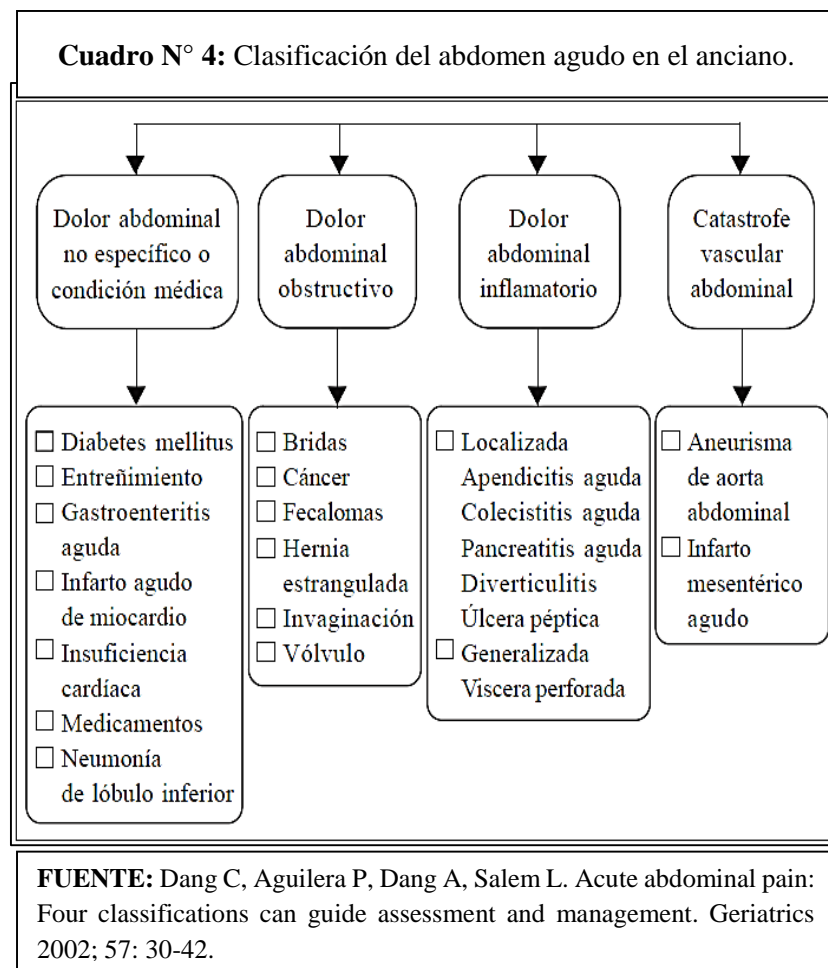 Cuadro N° 4: Clasificación del abdomen agudo en el anciano.
Dolor abdominal
no específico o
condición médica
Dolor
abdominal
obstructivo
Dolor
abdominal
inflamatorio
Catastrofe
vascular
abdominal
Diabetes mellitus
Entreñimiento
Gastroenteritis
aguda
Infarto agudo
de miocardio
Insuficiencia
cardíaca
Medicamentos
Neumonía
de lóbulo inferior
Bridas
Cáncer
Fecalomas
Hernia
estrangulada
Invaginación
Vólvulo
Localizada
Apendicitis aguda
Colecistitis aguda
Pancreatitis aguda
Diverticulitis
Úlcera péptica
Generalizada
Viscera perforada
Aneurisma
de aorta
abdominal
Infarto
mesentérico
agudo
FUENTE: Dang C, Aguilera P, Dang A, Salem L. Acute abdominal pain:
Four classifications can guide assessment and management. Geriatrics
2002; 57: 30-42.